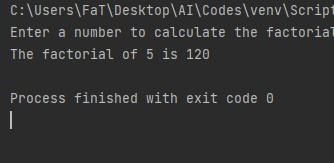 C:\Users\FaT\Desktop\AI\Codes\venv\Script
Enter a number to calculate the factorial
The factorial of 5 is 120
Process finished with exit code 0